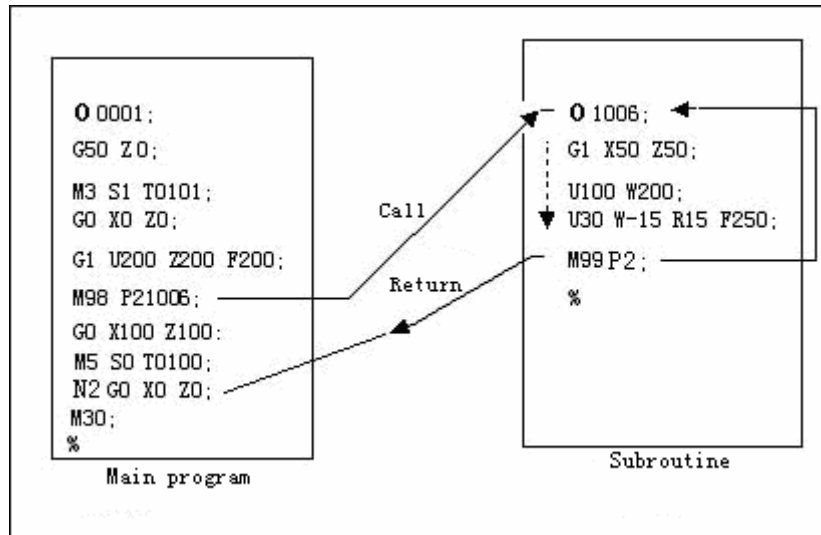 O 0001;
G50 Z0;
M3 S1 T0101;
G0 X0 Z0;
G1 U200 Z200 F200;
M98 P21006;
G0 X100 Z100:
M5 S0 T0100;
N2 G0 X0 Z0;
M30;
%
Main program
Call
Return
O 1006;
G1 X50 Z50;
U100 W200;
U30 W-15 R15 F250;
M99 P2;
%
Subroutine